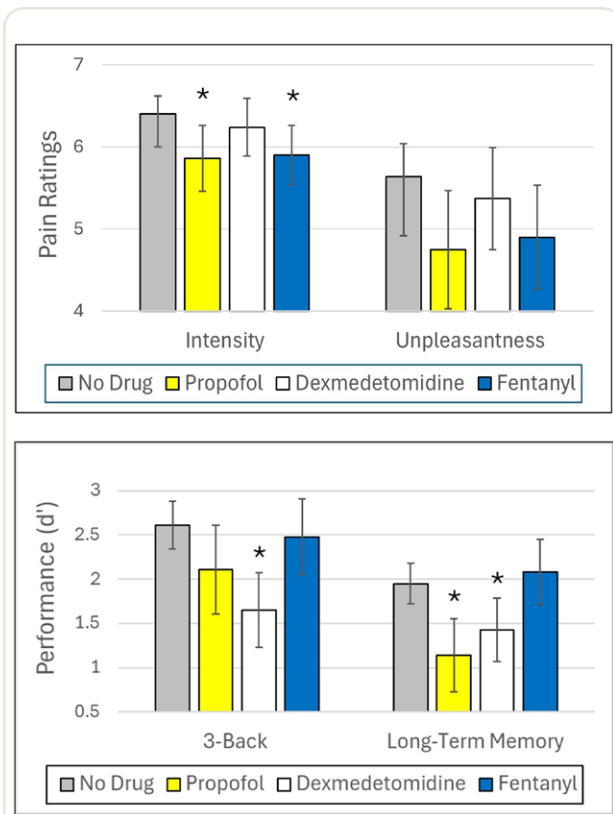 7
6
5
4
Pain Ratings
*
*
Intensity Unpleasantness
No Drug Propofol Dexmedetomidine Fentanyl
3
2.5
2
1.5
1
0.5
Performance (d')
*
*
*
3-Back Long-Term Memory
No Drug Propofol Dexmedetomidine Fentanyl